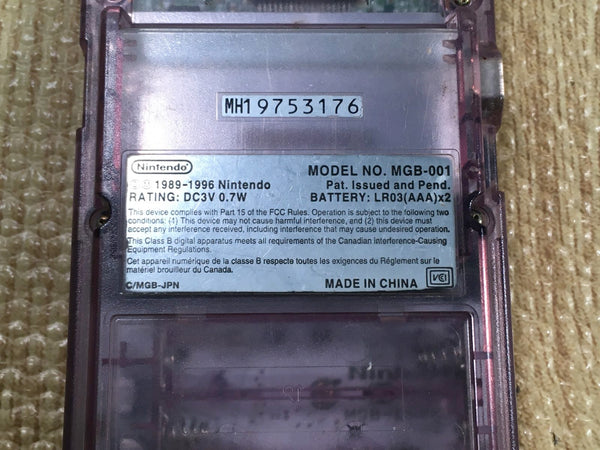 MH19753176
Nintendo
MODEL NO. MGB-001
© 1989-1996 Nintendo
Pat. Issued and Pend.
RATING: DC3V 0.7W
BATTERY: LR03(AAA)x2
This device complies with Part 15 of the FCC Rules. Operation is subject to the following two
conditions: (1) This device may not cause harmful interference, and (2) this device must
accept any interference received, including interference that may cause undesired operation.
This Class B digital apparatus meets all requirements of the Canadian Interference-Causing
Equipment Regulations.
Cet appareil numérique de la classe B respecte toutes les exigences du Règlement sur le
matériel brouilleur du Canada.
C/MGB-JPN
MADE IN CHINA
VCI